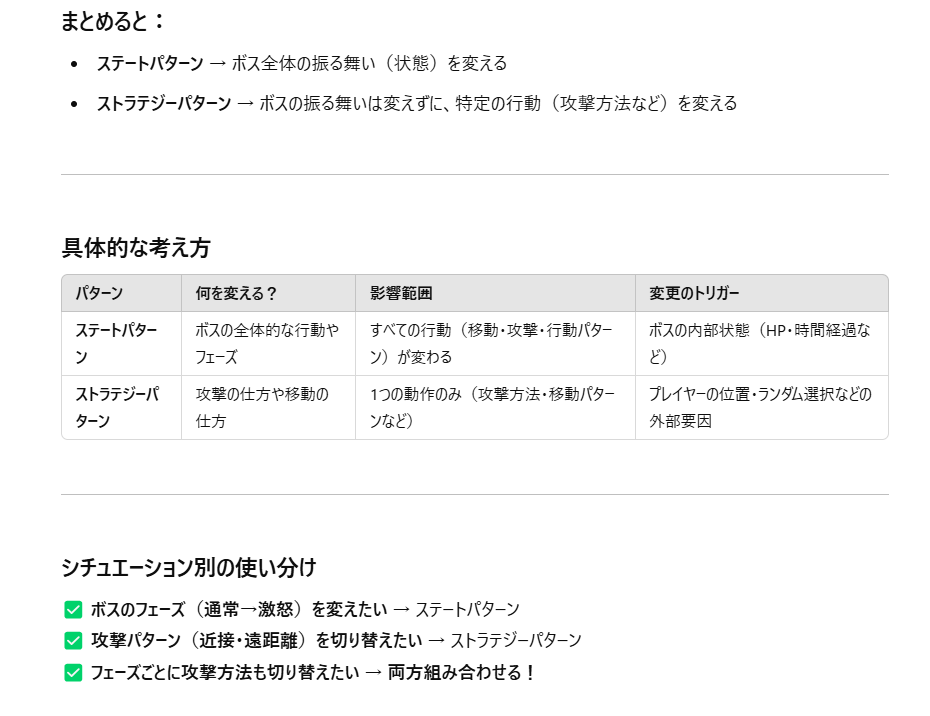 まとめると：
• ステートパターン → ボス全体の振る舞い（状態）を変える
• ストラテジーパターン → ボスの振る舞いは変えずに、特定の行動（攻撃方法など）を変える
具体的な考え方
パターン 何を変える？ 影響範囲 変更のトリガー
ステートパター ボスの全体的な行動や すべての行動（移動・攻撃・行動パター ボスの内部状態（HP・時間経過な
ン フェーズ ン）が変わる ど）
ストラテジーパ 攻撃の仕方や移動の 1つの動作のみ（攻撃方法・移動パター プレイヤーの位置・ランダム選択などの
ターン 仕方 ンなど） 外部要因
シチュエーション別の使い分け
✅ ボスのフェーズ（通常→激怒）を変えたい → ステートパターン
✅ 攻撃パターン（近接・遠距離）を切り替えたい → ストラテジーパターン
✅ フェーズごとに攻撃方法も切り替えたい → 両方組み合わせる！